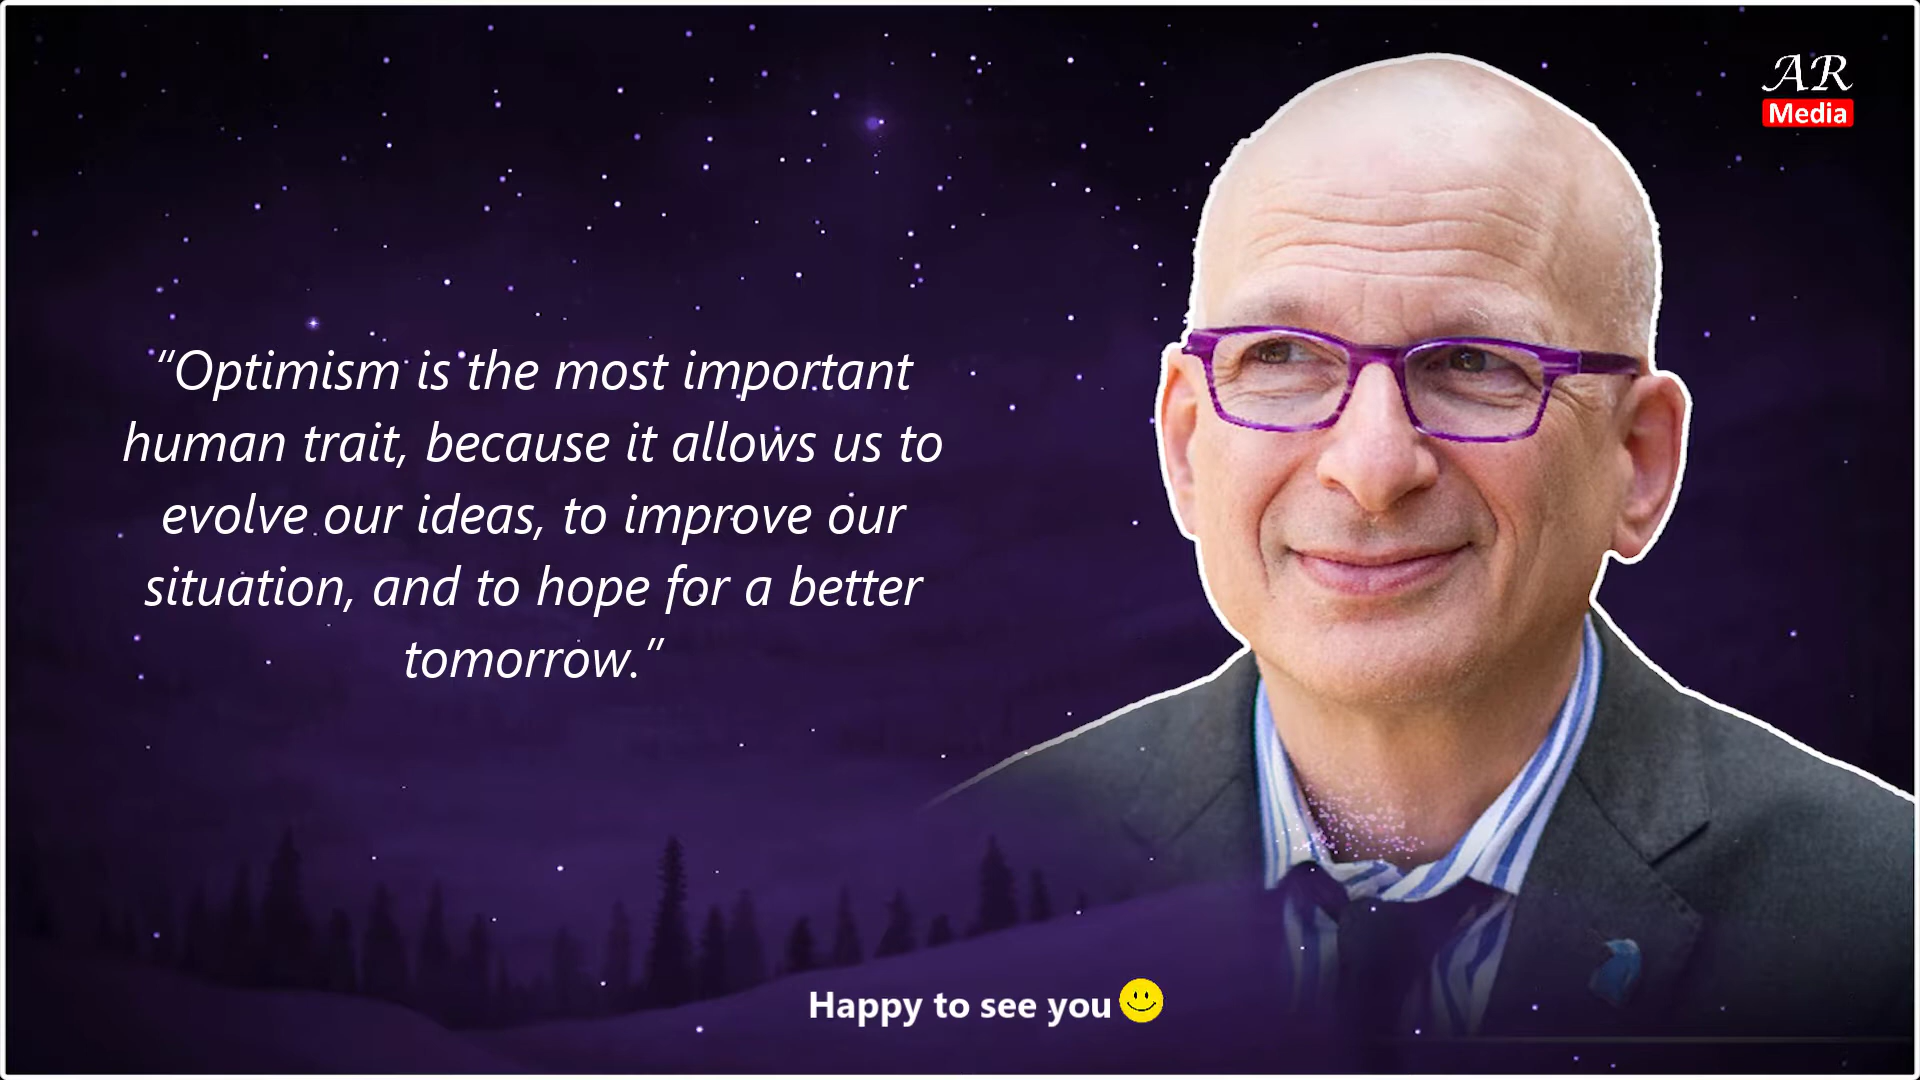 AR
Media
“Optimism is the most important
human trait, because it allows us to
evolve our ideas, to improve our
situation, and to hope for a better
tomorrow.”
Happy to see you